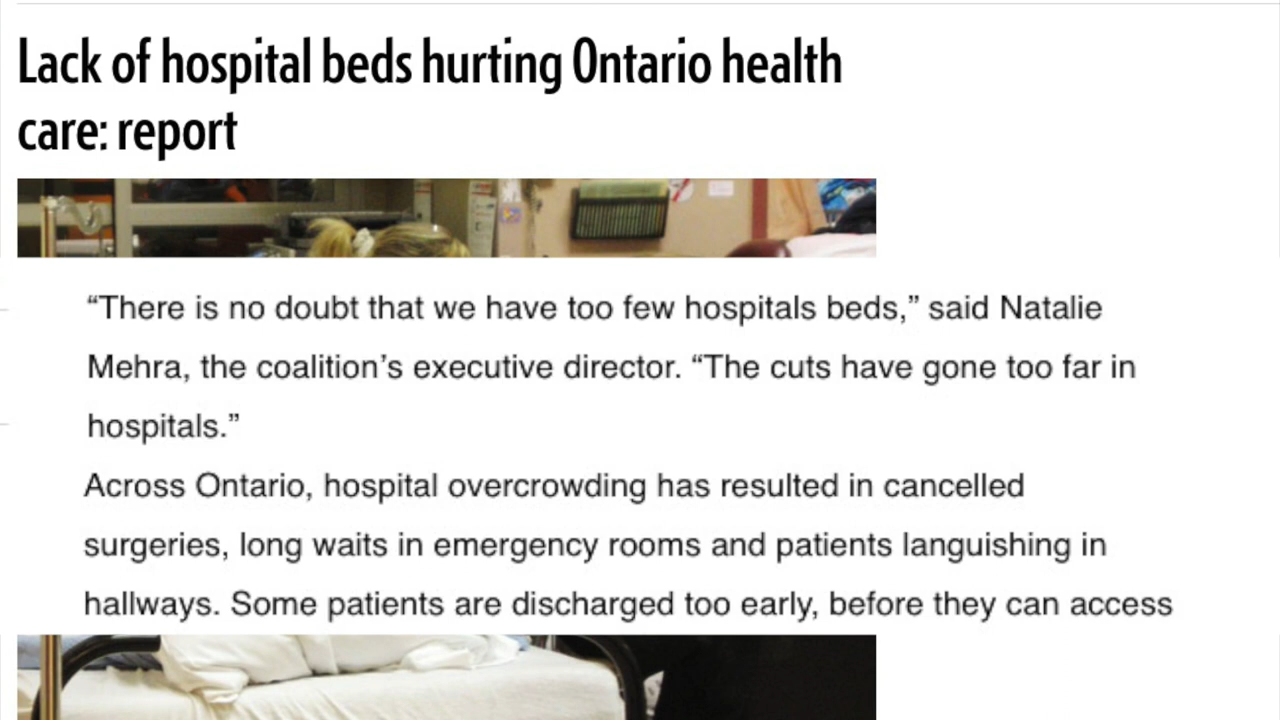 Lack of hospital beds hurting Ontario health
care: report
“There is no doubt that we have too few hospitals beds,” said Natalie
Mehra, the coalition’s executive director. “The cuts have gone too far in
hospitals.”
Across Ontario, hospital overcrowding has resulted in cancelled
surgeries, long waits in emergency rooms and patients languishing in
hallways. Some patients are discharged too early, before they can access